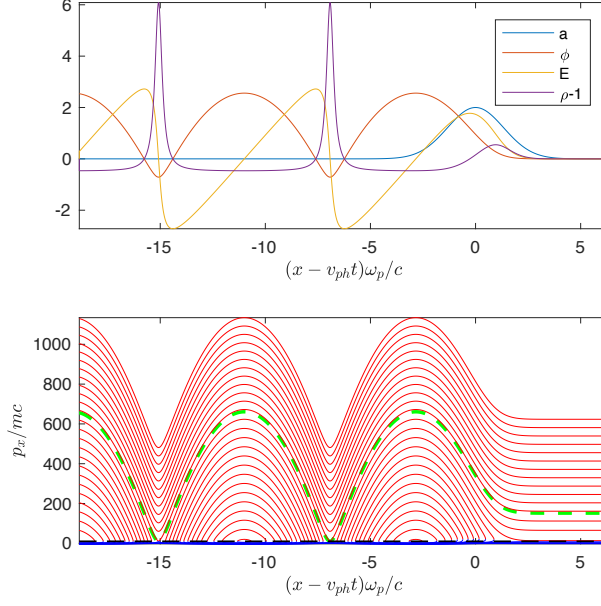 6
4
2
0
-2
a
ϕ
E
ρ-1
-15 -10 -5 0 5
(x − v_{ph}t)ω_p/c
p_x/mc
1000
800
600
400
200
0
-15 -10 -5 0 5
(x − v_{ph}t)ω_p/c